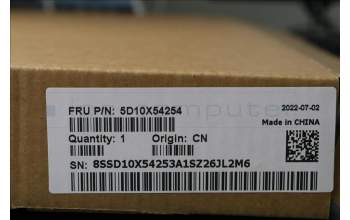 FRU P/N: 5D10X54254
2022-07-02
Made in CHINA
Quantity: 1 Origin: CN
SN: 8SSD10X54253A1SZ26JL2M6